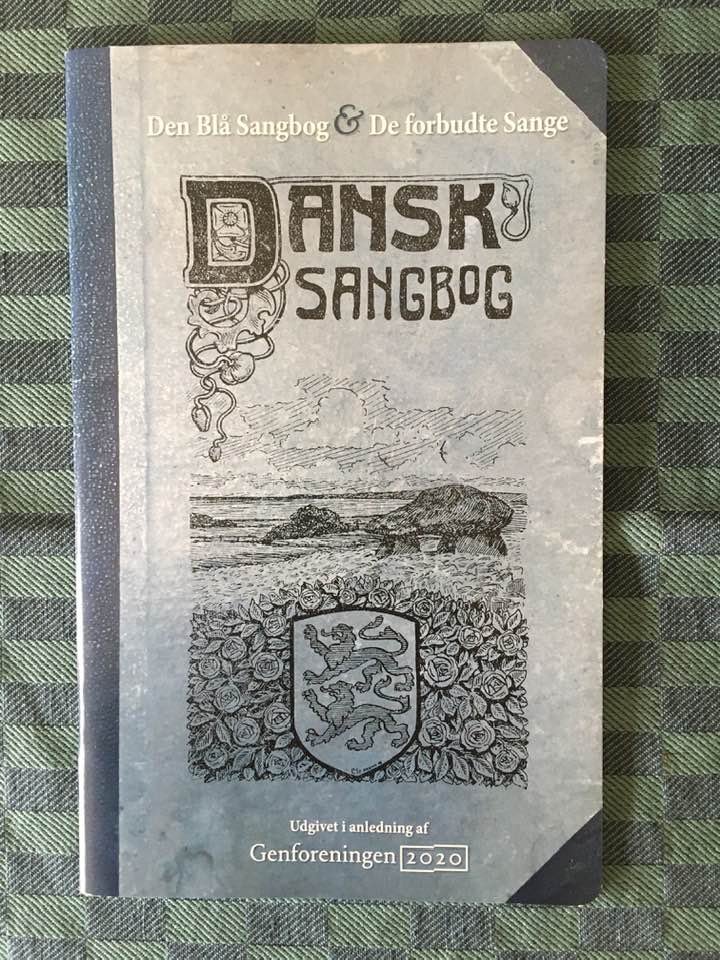 Den Blå Sangbog & De forbudte Sange
DANSK
SANGBOG
Udgivet i anledning af
Genforeningen 2020